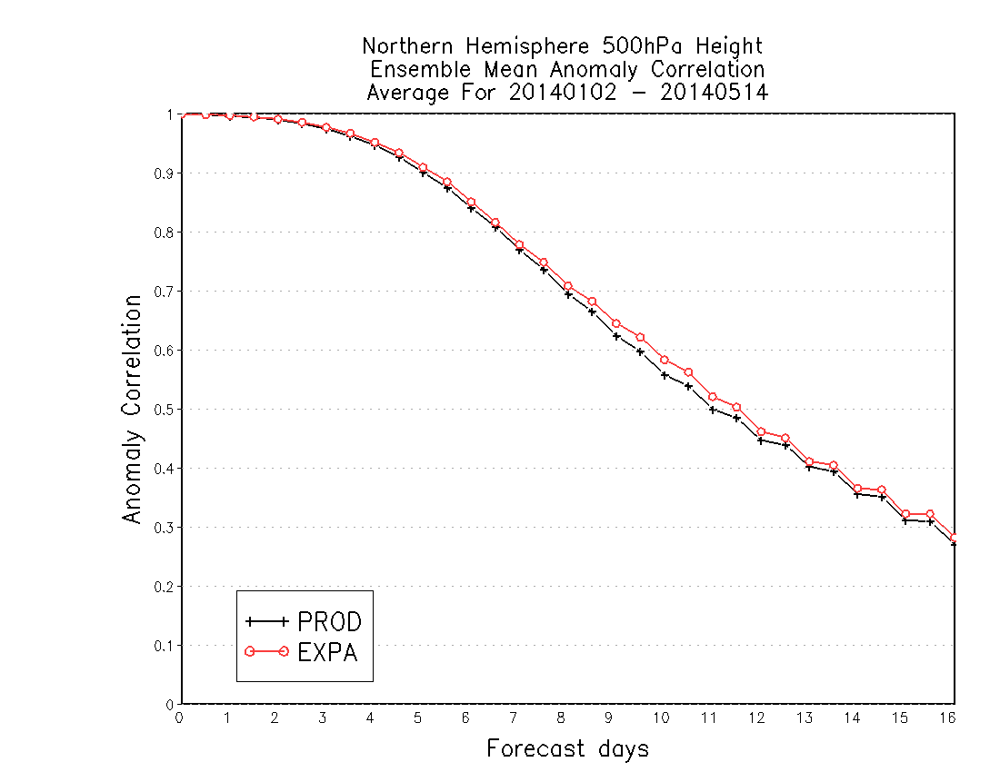 Northern Hemisphere 500hPa Height
Ensemble Mean Anomaly Correlation
Average For 20140102 − 20140514
1
0.9
0.8
0.7
0.6
0.5
0.4
0.3
0.2
0.1
0
Anomaly Correlation
PROD
EXPA
0 1 2 3 4 5 6 7 8 9 10 11 12 13 14 15 16
Forecast days